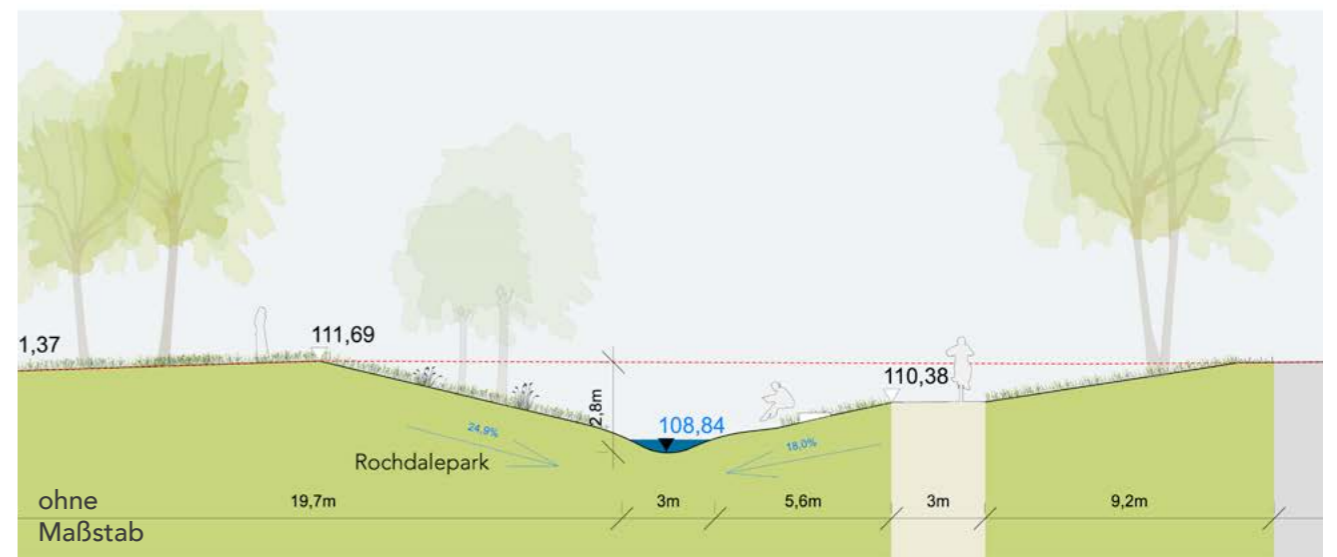 1,37
111,69
2,8m
108,84
110,38
24,9%
18,0%
Rochdalepark
19,7m
3m
5,6m
3m
9,2m
ohne
Maßstab